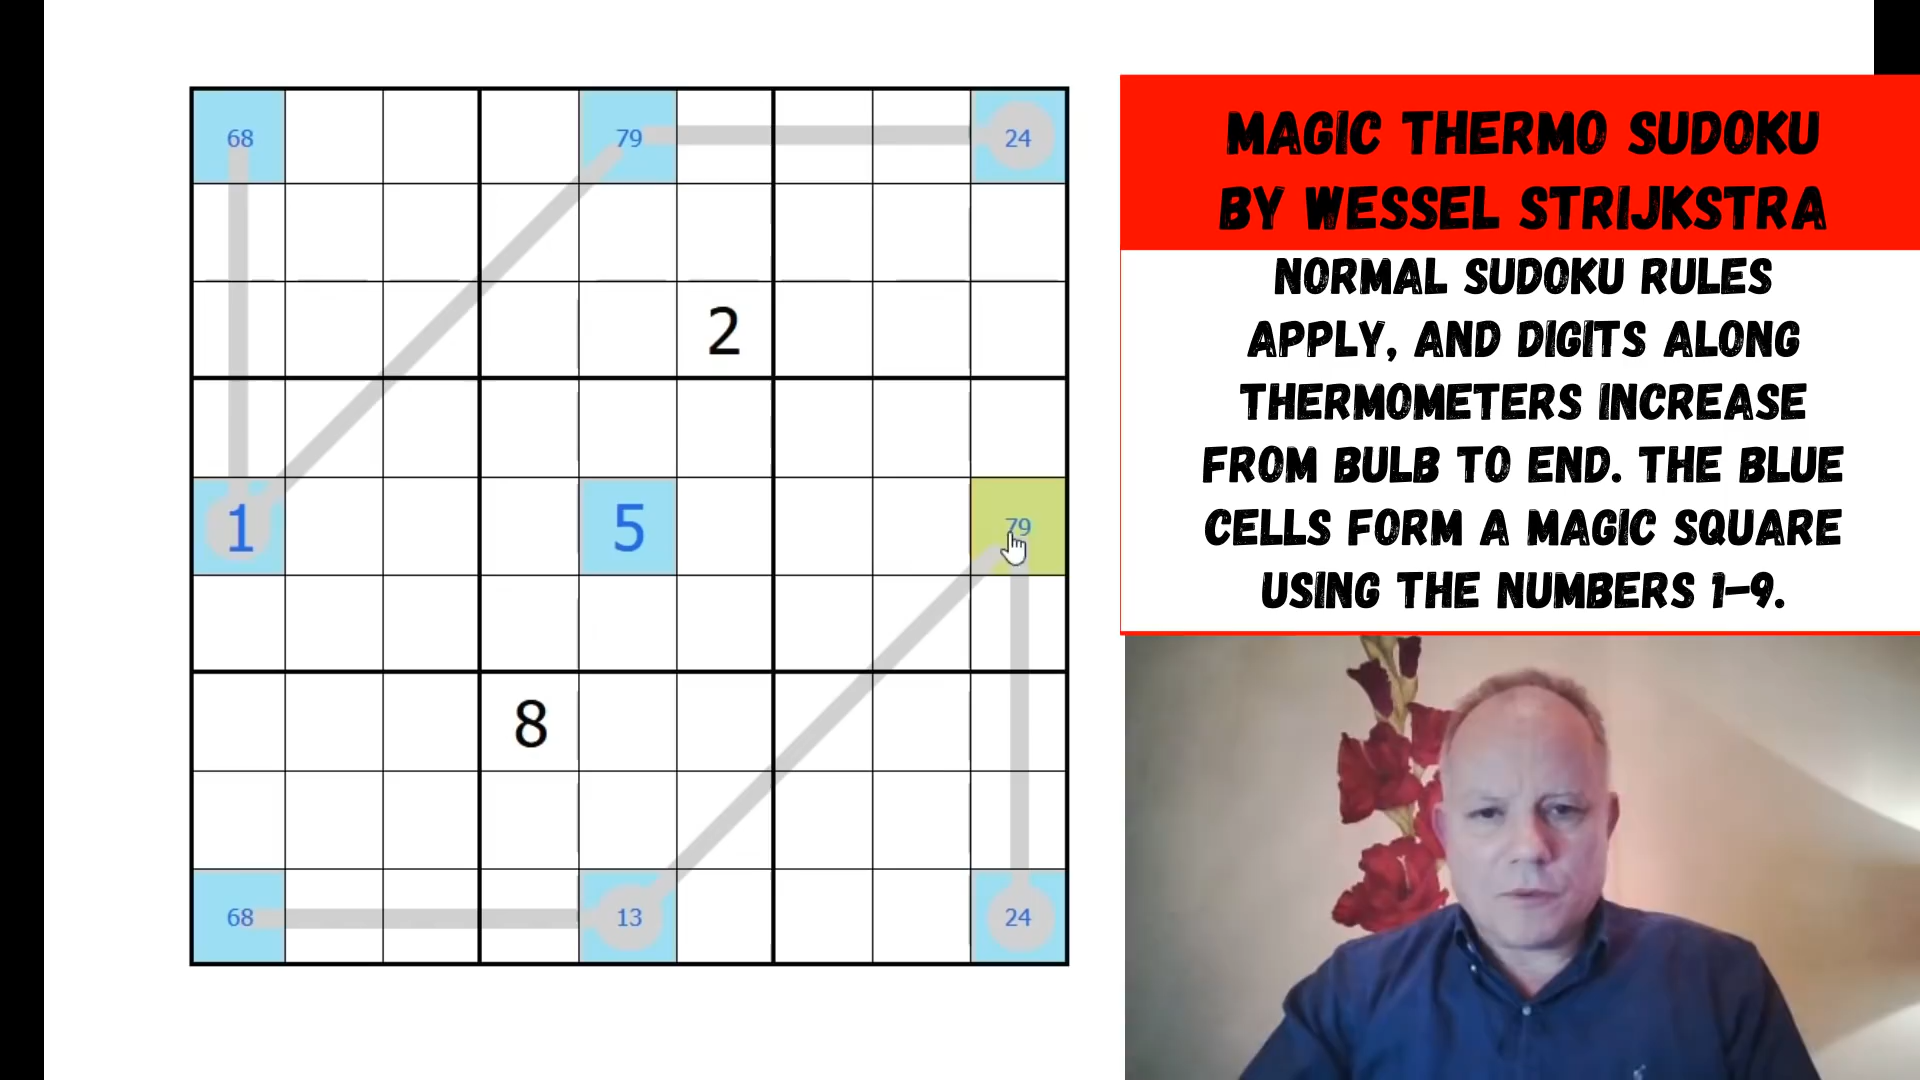 MAGIC THERMO SUDOKU
BY WESSEL STRIJKSTRA
NORMAL SUDOKU RULES
APPLY, AND DIGITS ALONG
THERMOMETERS INCREASE
FROM BULB TO END. THE BLUE
CELLS FORM A MAGIC SQUARE
USING THE NUMBERS 1-9.
68 79 24
2
1 5 79
8
68 13 24